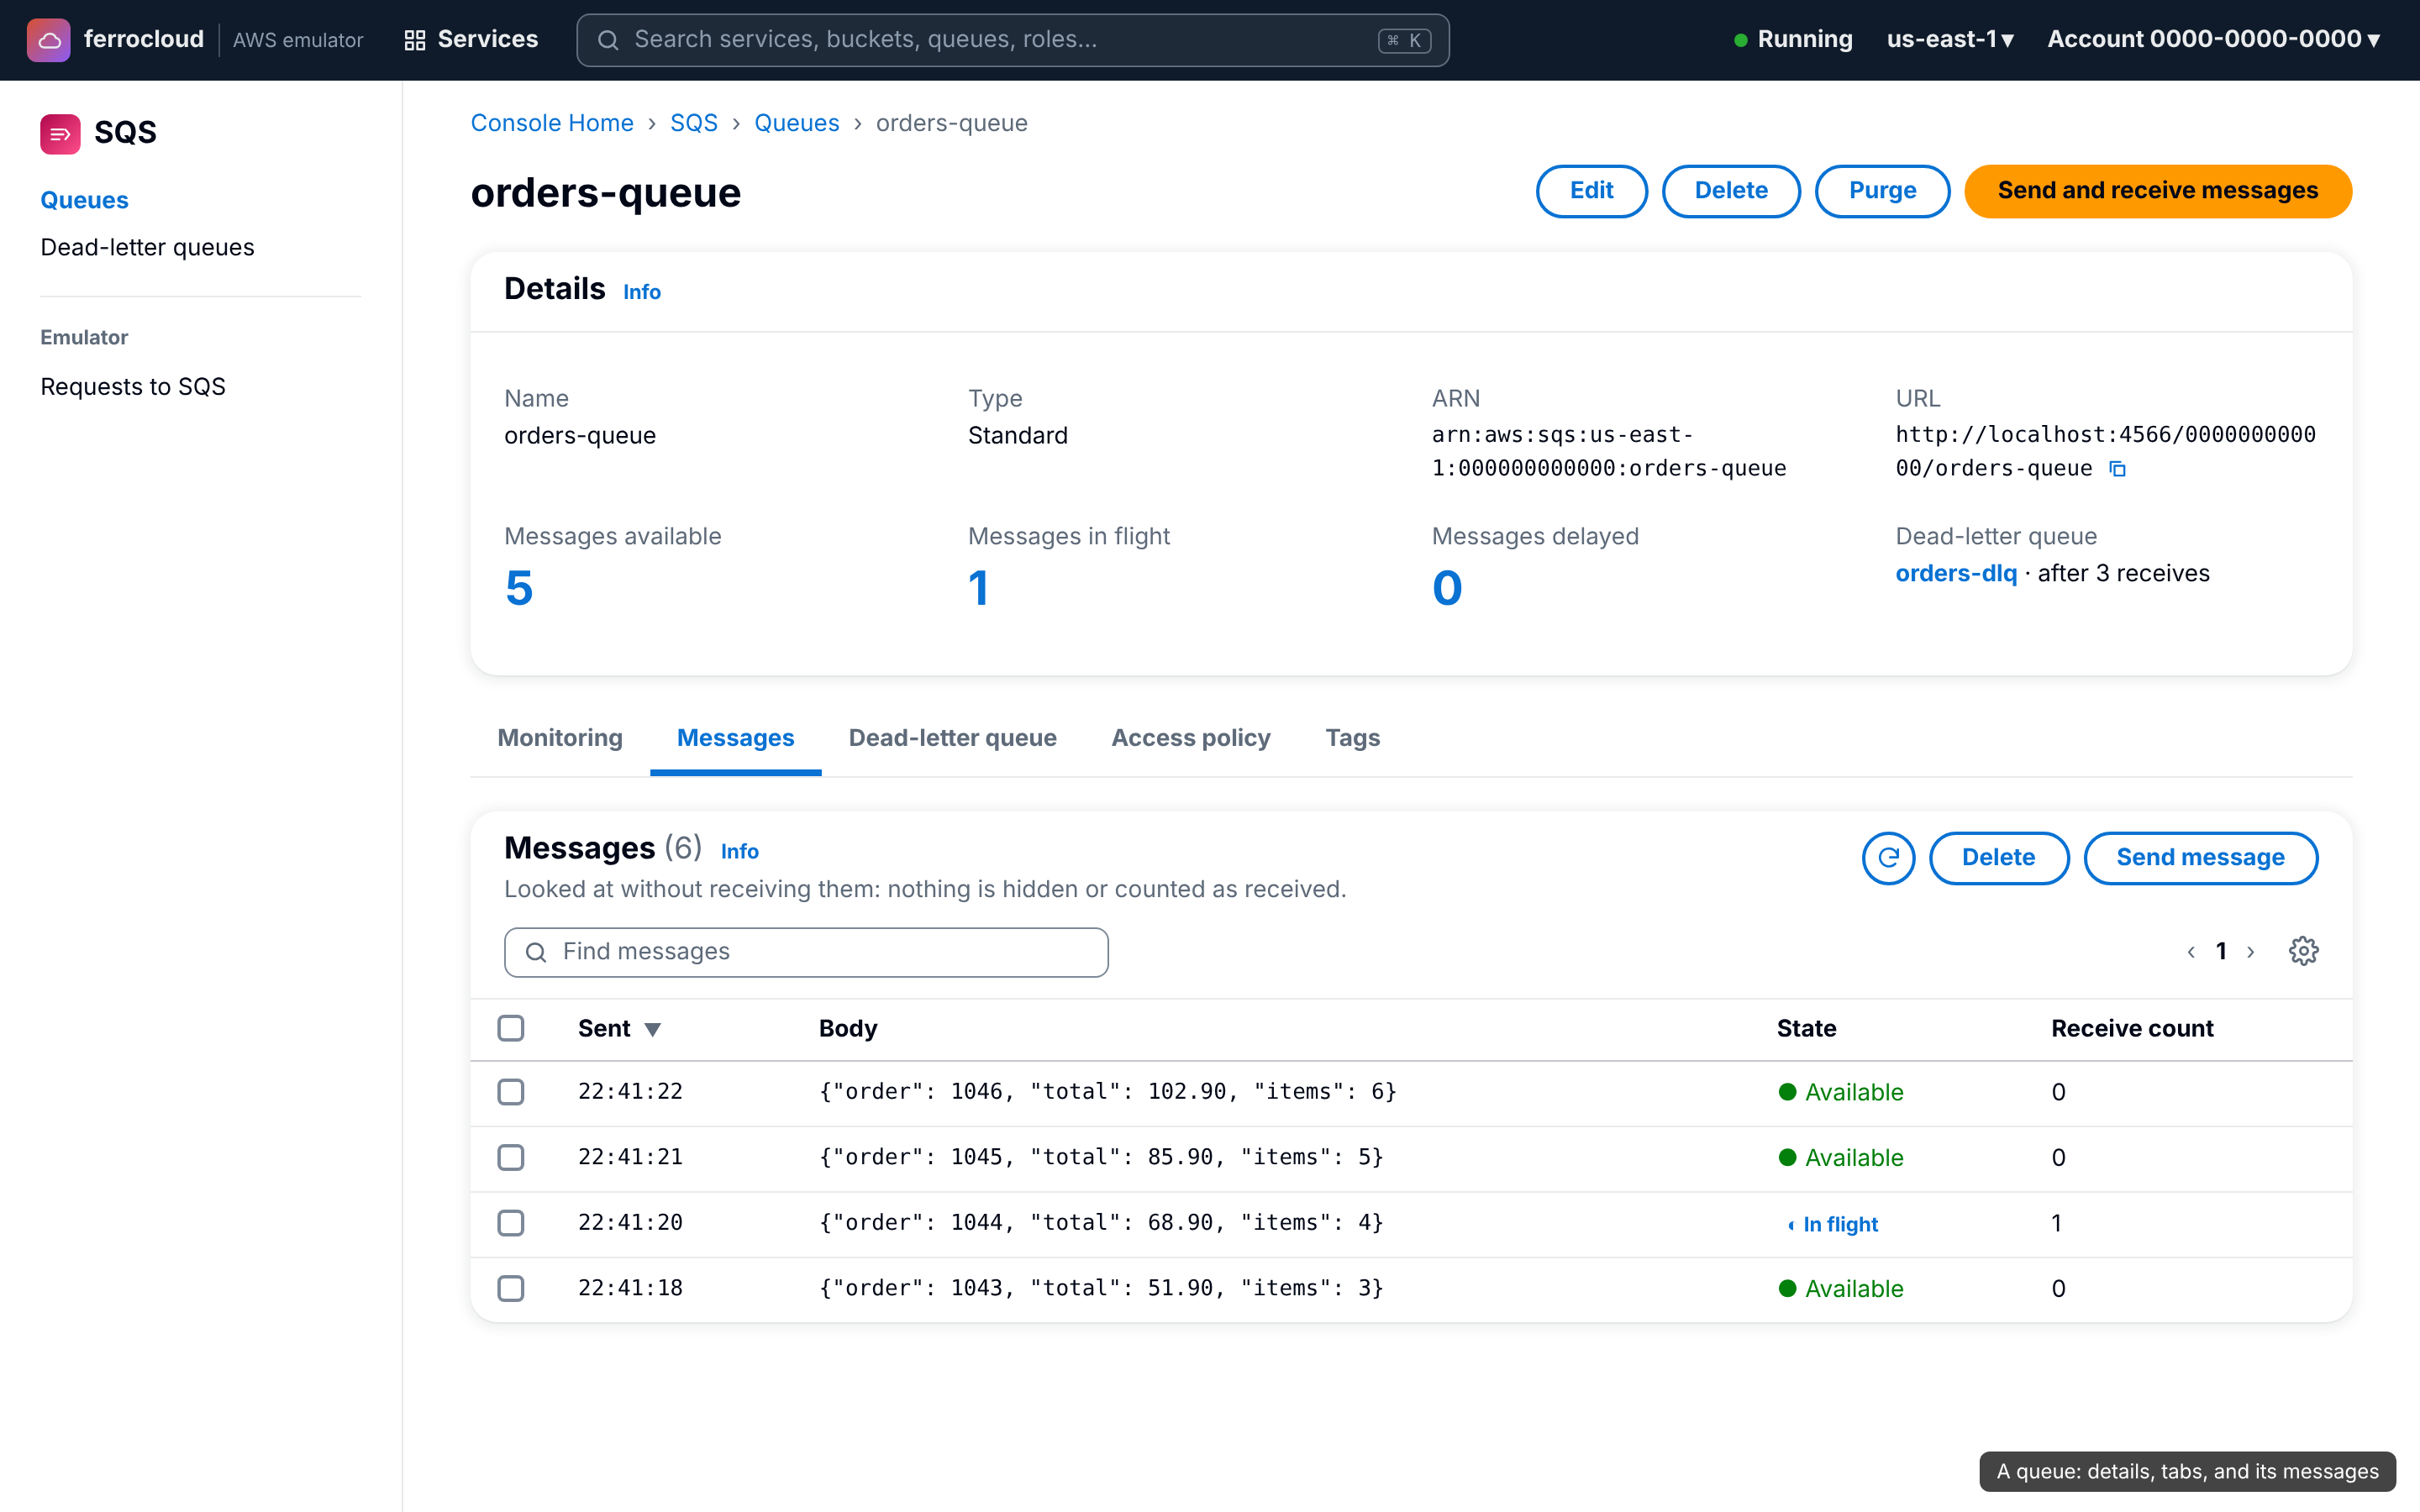 ferrocloud AWS emulator Services Search services, buckets, queues, roles... ⌘ K Running us-east-1▾ Account 0000-0000-0000▾
SQS
Queues
Dead-letter queues
Emulator
Requests to SQS
Console Home › SQS › Queues › orders-queue
orders-queue Edit Delete Purge Send and receive messages
Details Info
Name Type ARN URL
orders-queue Standard arn:aws:sqs:us-east- http://localhost:4566/0000000000
1:000000000000:orders-queue 00/orders-queue
Messages available Messages in flight Messages delayed Dead-letter queue
5 1 0 orders-dlq · after 3 receives
Monitoring Messages Dead-letter queue Access policy Tags
Messages (6) Info Delete Send message
Looked at without receiving them: nothing is hidden or counted as received.
Find messages ‹ 1 ›
Sent ▼ Body State Receive count
22:41:22 {"order": 1046, "total": 102.90, "items": 6} Available 0
22:41:21 {"order": 1045, "total": 85.90, "items": 5} Available 0
22:41:20 {"order": 1044, "total": 68.90, "items": 4} In flight 1
22:41:18 {"order": 1043, "total": 51.90, "items": 3} Available 0
A queue: details, tabs, and its messages